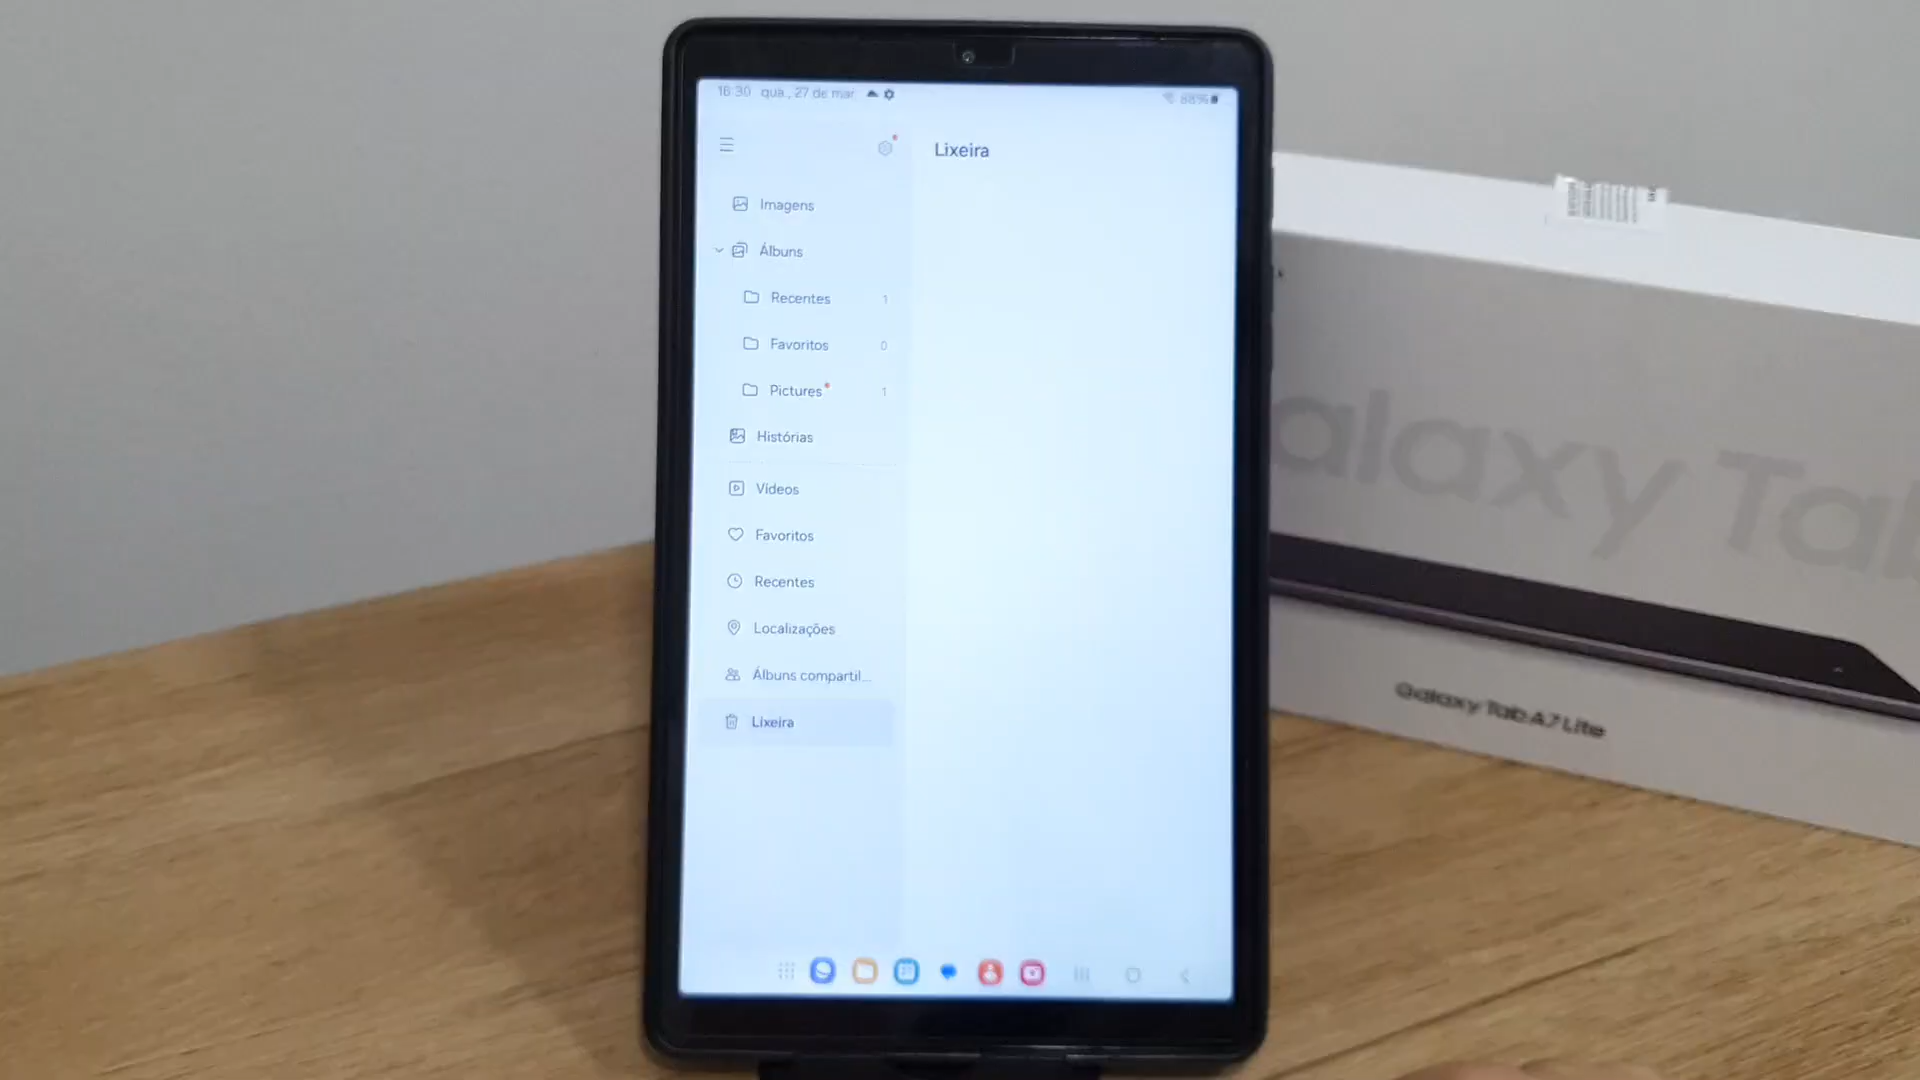 16:30 qua., 27 de mar.
88%
Lixeira
Imagens
Álbuns
Recentes 1
Favoritos 0
Pictures 1
Histórias
Vídeos
Favoritos
Recentes
Localizações
Álbuns compartil...
Lixeira
alaxy Tab
Galaxy Tab A7 Lite